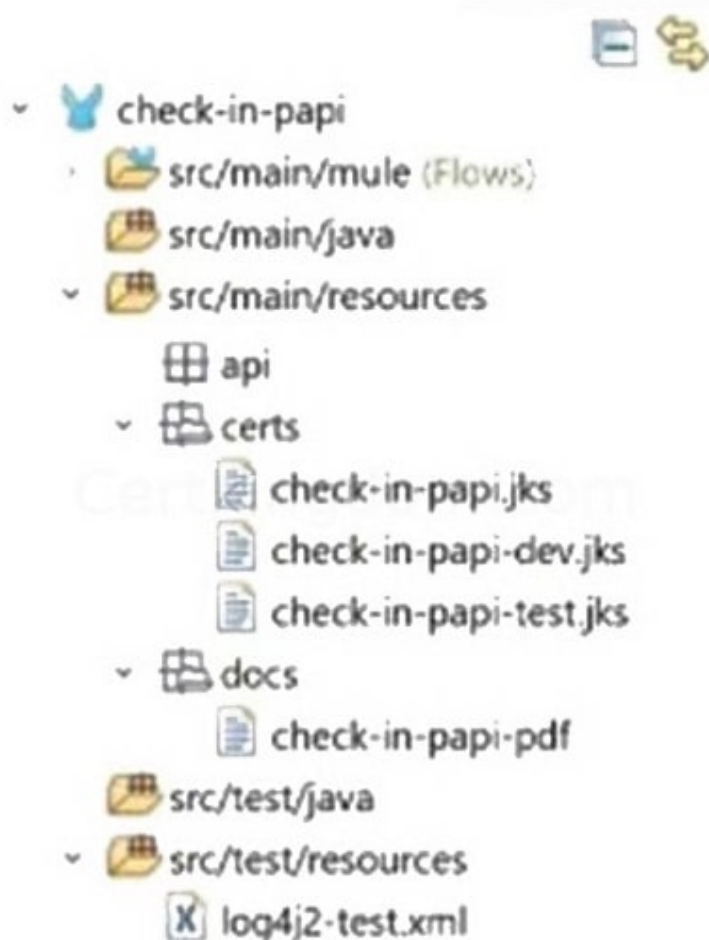 check-in-papi
src/main/mule (Flows)
src/main/java
src/main/resources
api
certs
check-in-papi.jks
check-in-papi-dev.jks
check-in-papi-test.jks
docs
check-in-papi-pdf
src/test/java
src/test/resources
log4j2-test.xml